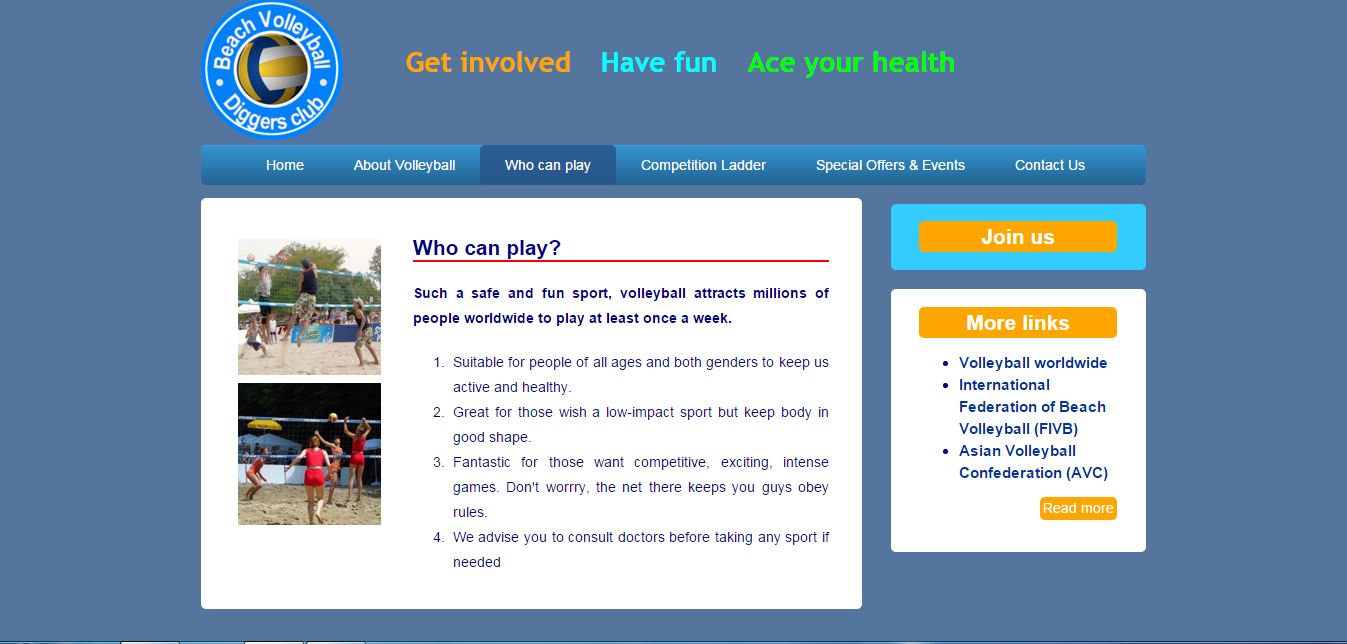 Beach Volleyball
Diggers club
Get involved Have fun Ace your health
Home About Volleyball Who can play Competition Ladder Special Offers & Events Contact Us
Who can play?
Such a safe and fun sport, volleyball attracts millions of
people worldwide to play at least once a week.
1. Suitable for people of all ages and both genders to keep us
active and healthy.
2. Great for those wish a low-impact sport but keep body in
good shape.
3. Fantastic for those want competitive, exciting, intense
games. Don't worrry, the net there keeps you guys obey
rules.
4. We advise you to consult doctors before taking any sport if
needed
Join us
More links
• Volleyball worldwide
• International
Federation of Beach
Volleyball (FIVB)
• Asian Volleyball
Confederation (AVC)
Read more